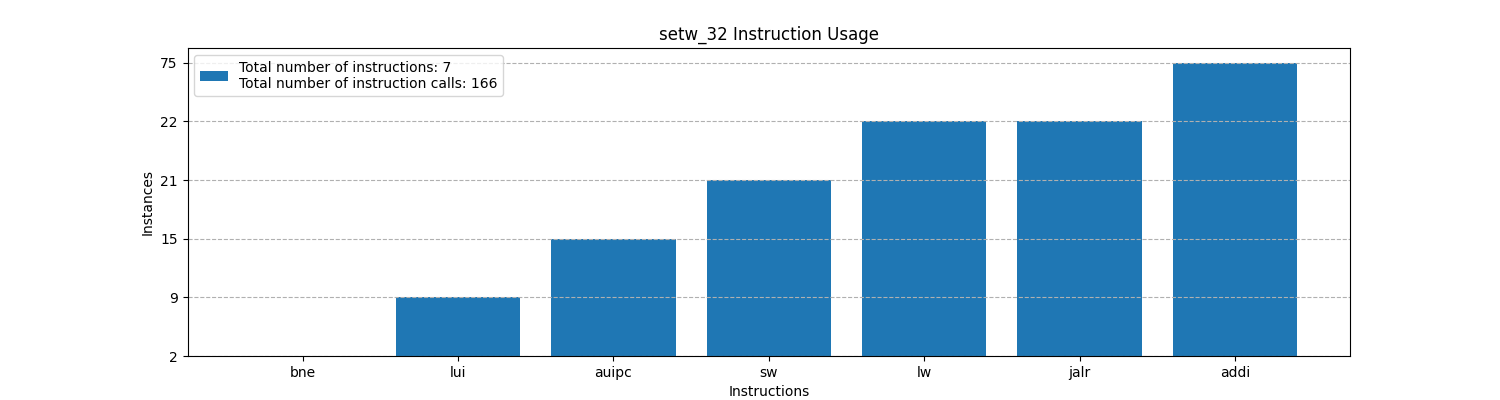 setw_32 Instruction Usage
Total number of instructions: 7
Total number of instruction calls: 166
75
22
21
15
9
2
Instances
bne lui auipc sw lw jalr addi
Instructions